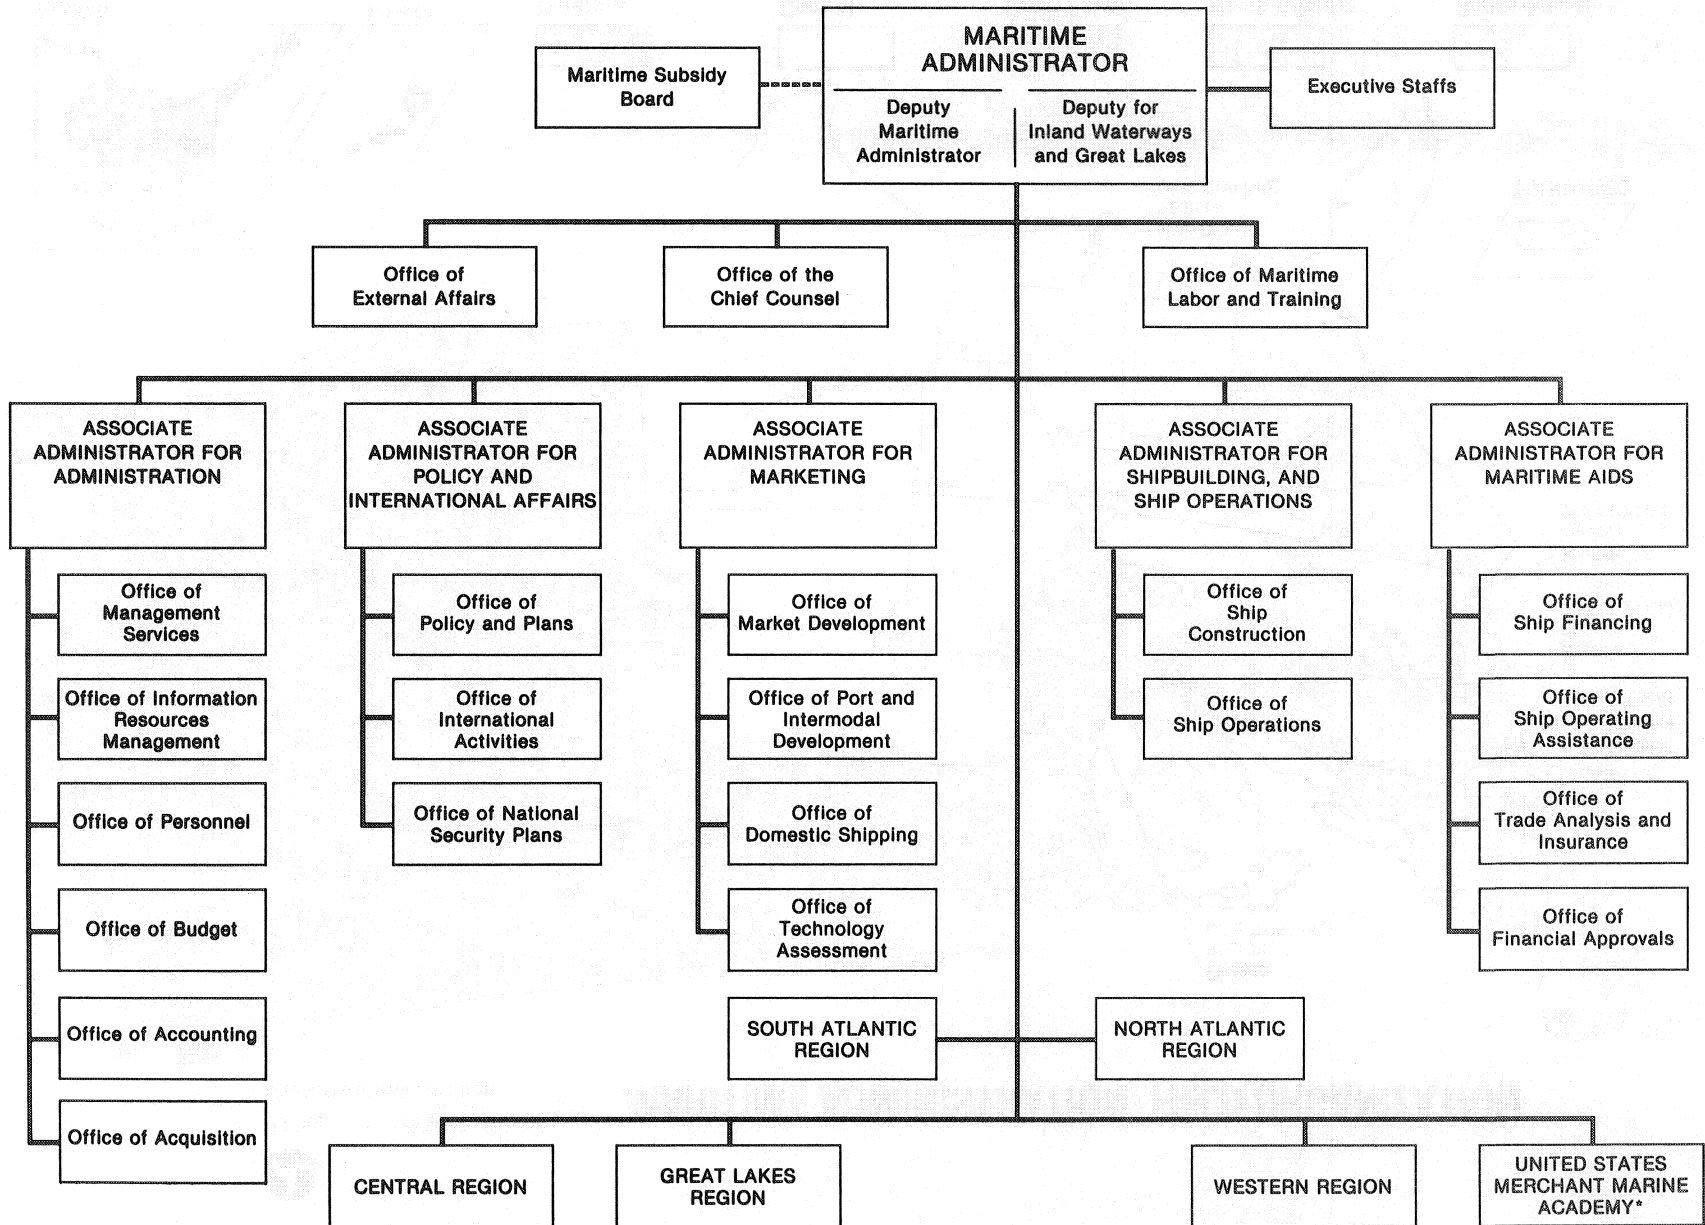 MARITIME
ADMINISTRATOR
Deputy
Maritime
Administrator
Deputy for
Inland Waterways
and Great Lakes
Maritime Subsidy
Board
Executive Staffs
Office of
External Affairs
Office of the
Chief Counsel
Office of Maritime
Labor and Training
ASSOCIATE
ADMINISTRATOR FOR
ADMINISTRATION
Office of
Management
Services
Office of Information
Resources
Management
Office of Personnel
Office of Budget
Office of Accounting
Office of Acquisition
ASSOCIATE
ADMINISTRATOR FOR
POLICY AND
INTERNATIONAL AFFAIRS
Office of
Policy and Plans
Office of
International
Activities
Office of National
Security Plans
ASSOCIATE
ADMINISTRATOR FOR
MARKETING
Office of
Market Development
Office of Port and
Intermodal
Development
Office of
Domestic Shipping
Office of
Technology
Assessment
ASSOCIATE
ADMINISTRATOR FOR
SHIPBUILDING, AND
SHIP OPERATIONS
Office of
Ship
Construction
Office of
Ship Operations
ASSOCIATE
ADMINISTRATOR FOR
MARITIME AIDS
Office of
Ship Financing
Office of
Ship Operating
Assistance
Office of
Trade Analysis and
Insurance
Office of
Financial Approvals
SOUTH ATLANTIC
REGION
NORTH ATLANTIC
REGION
CENTRAL REGION
GREAT LAKES
REGION
WESTERN REGION
UNITED STATES
MERCHANT MARINE
ACADEMY*